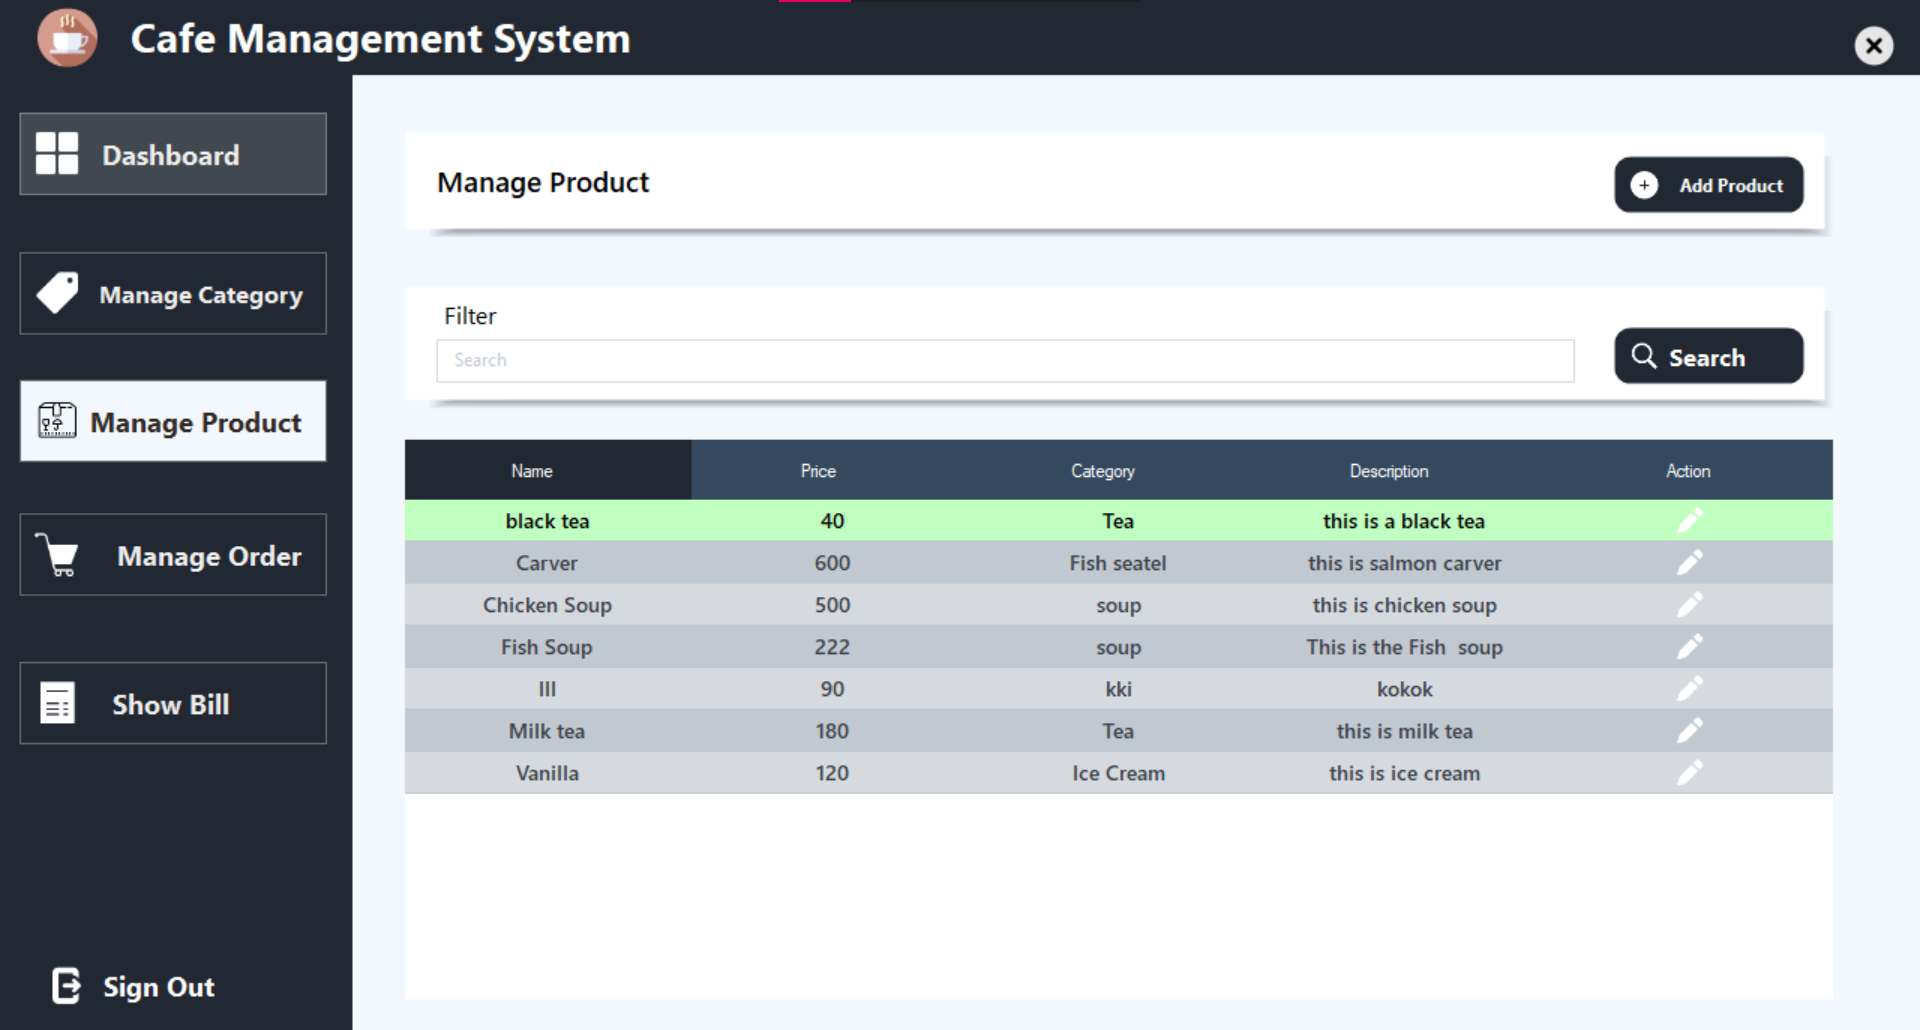 Cafe Management System
Dashboard
Manage Category
Manage Product
Manage Order
Show Bill
Sign Out
Manage Product
Add Product
Filter
Search
Search
Name Price Category Description Action
black tea 40 Tea this is a black tea
Carver 600 Fish seatel this is salmon carver
Chicken Soup 500 soup this is chicken soup
Fish Soup 222 soup This is the Fish  soup
III 90 kki kokok
Milk tea 180 Tea this is milk tea
Vanilla 120 Ice Cream this is ice cream